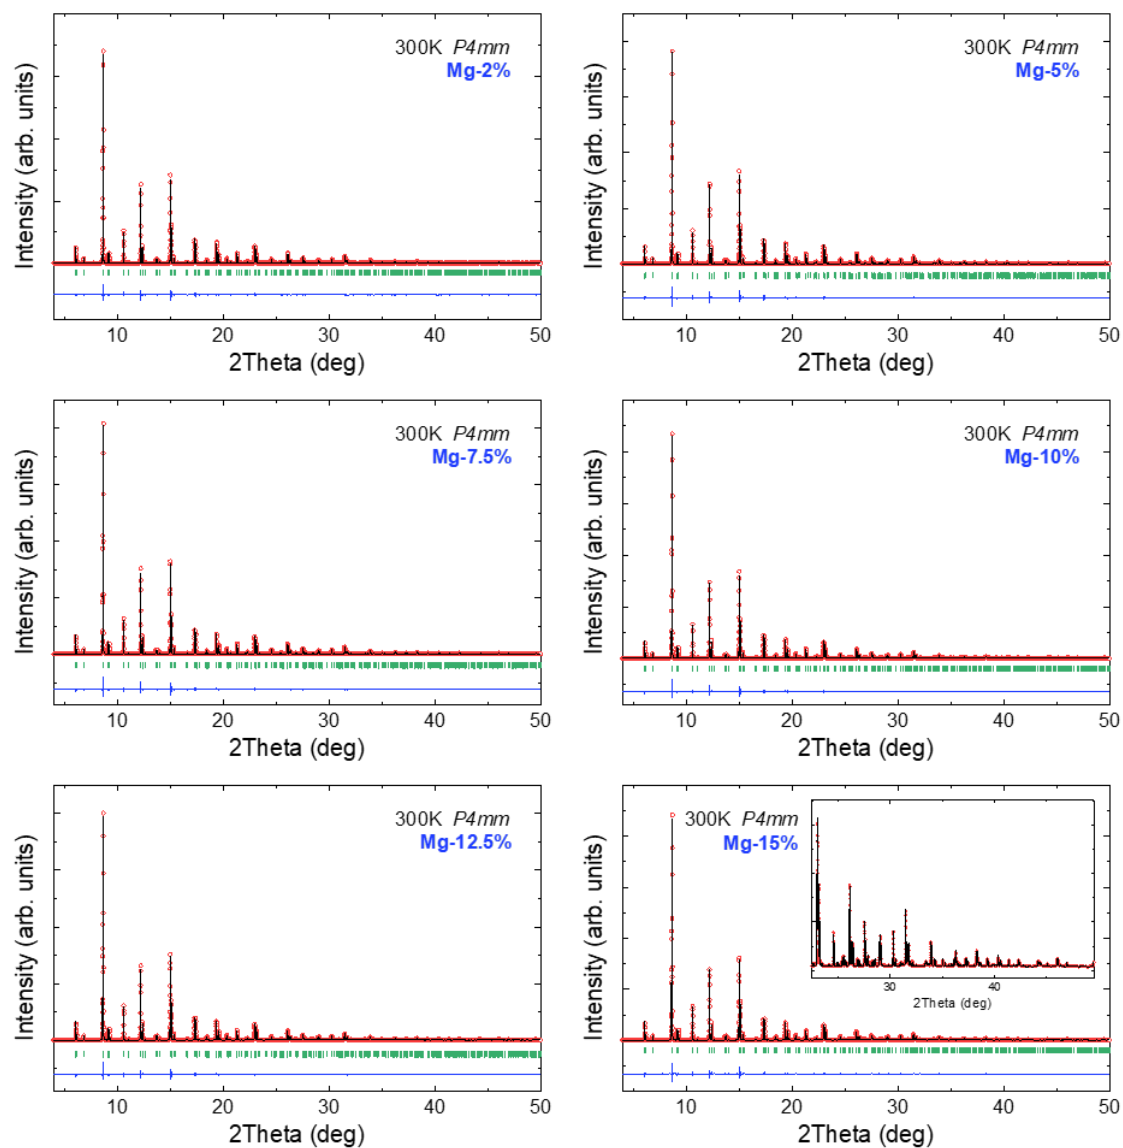 300K P4mm
Mg-2%
Intensity (arb. units)
10 20 30 40 50
2Theta (deg)
300K P4mm
Mg-5%
Intensity (arb. units)
10 20 30 40 50
2Theta (deg)
300K P4mm
Mg-7.5%
Intensity (arb. units)
10 20 30 40 50
2Theta (deg)
300K P4mm
Mg-10%
Intensity (arb. units)
10 20 30 40 50
2Theta (deg)
300K P4mm
Mg-12.5%
Intensity (arb. units)
10 20 30 40 50
2Theta (deg)
300K P4mm
Mg-15%
30 40
2Theta (deg)
Intensity (arb. units)
10 20 30 40 50
2Theta (deg)